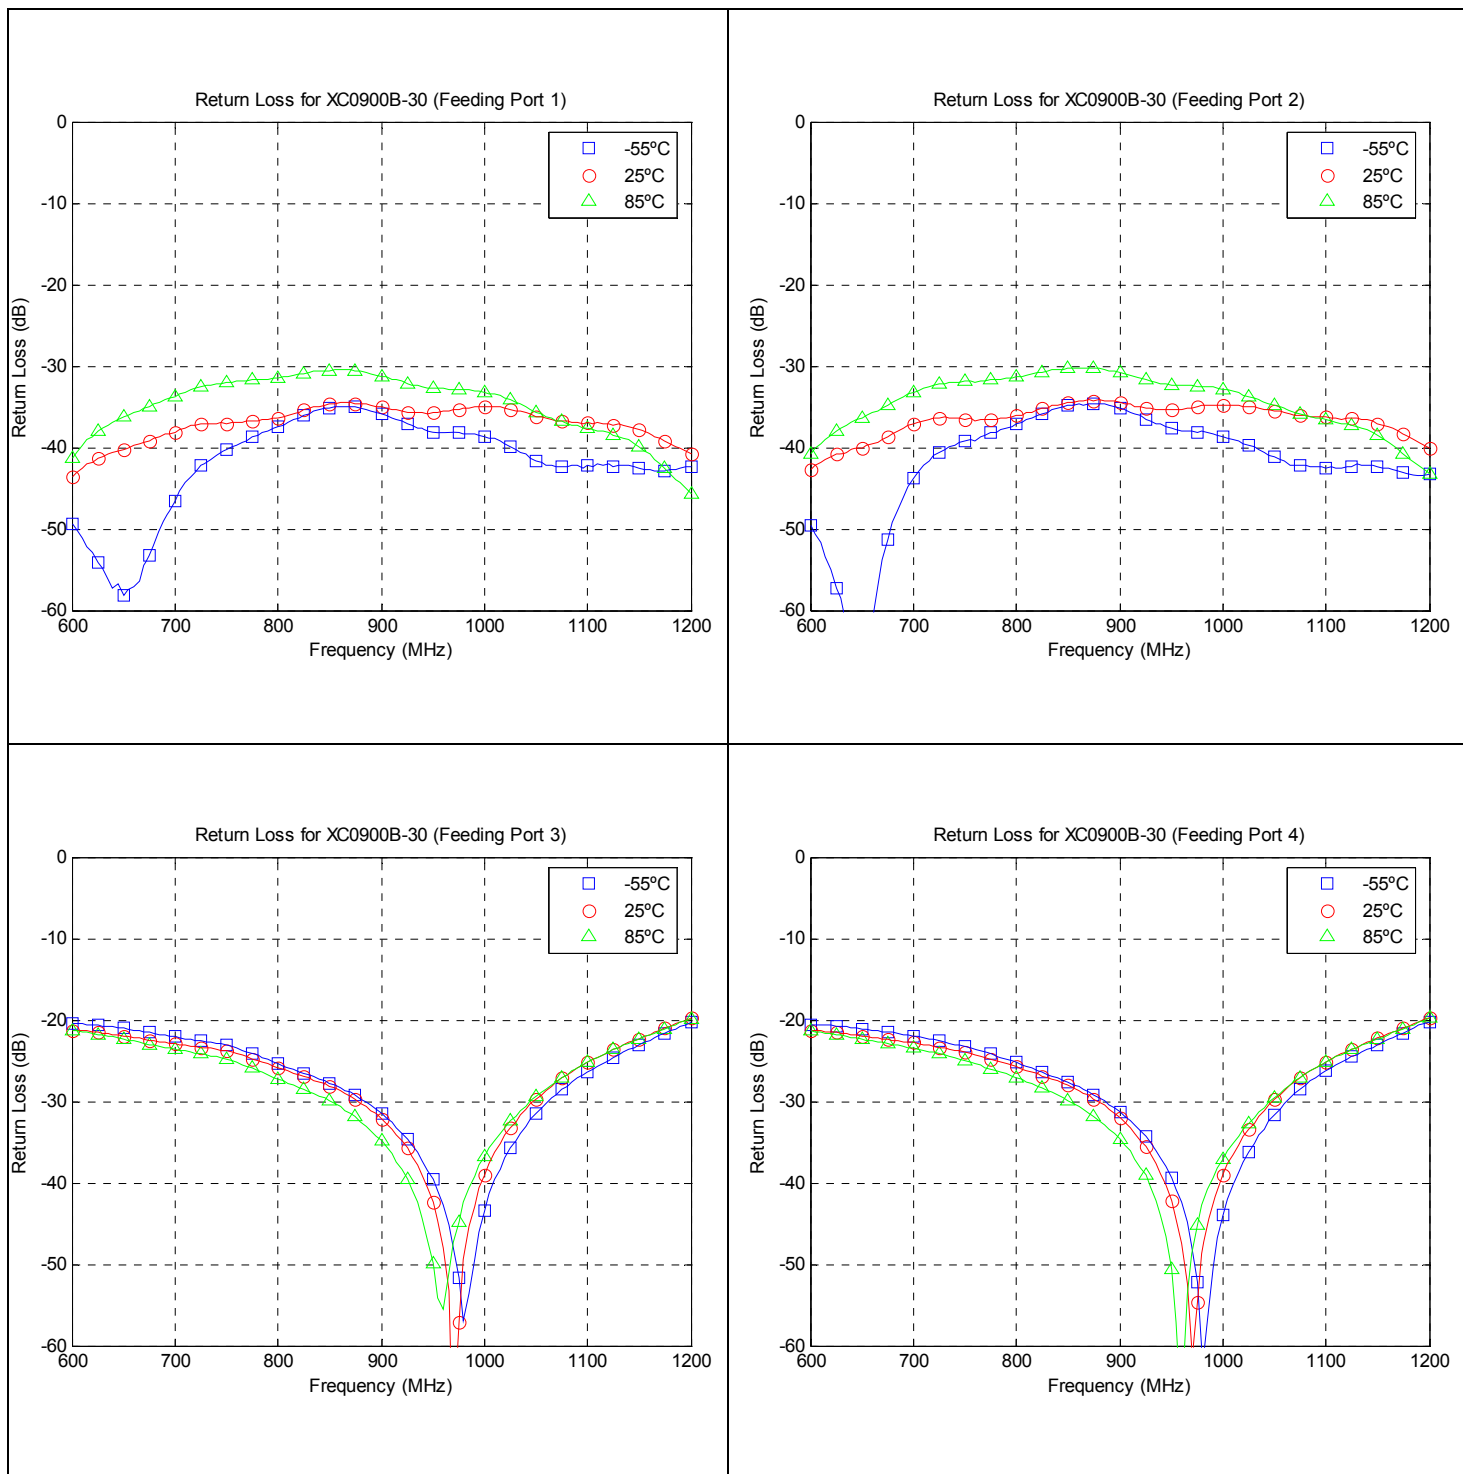 Return Loss for XC0900B-30 (Feeding Port 1)
0
-10
-20
-30
-40
-50
-60
600
700
800
900
1000
1100
1200
Return Loss (dB)
Frequency (MHz)
-55ºC
25ºC
85ºC
Return Loss for XC0900B-30 (Feeding Port 2)
0
-10
-20
-30
-40
-50
-60
600
700
800
900
1000
1100
1200
Return Loss (dB)
Frequency (MHz)
-55ºC
25ºC
85ºC
Return Loss for XC0900B-30 (Feeding Port 3)
0
-10
-20
-30
-40
-50
-60
600
700
800
900
1000
1100
1200
Return Loss (dB)
Frequency (MHz)
-55ºC
25ºC
85ºC
Return Loss for XC0900B-30 (Feeding Port 4)
0
-10
-20
-30
-40
-50
-60
600
700
800
900
1000
1100
1200
Return Loss (dB)
Frequency (MHz)
-55ºC
25ºC
85ºC